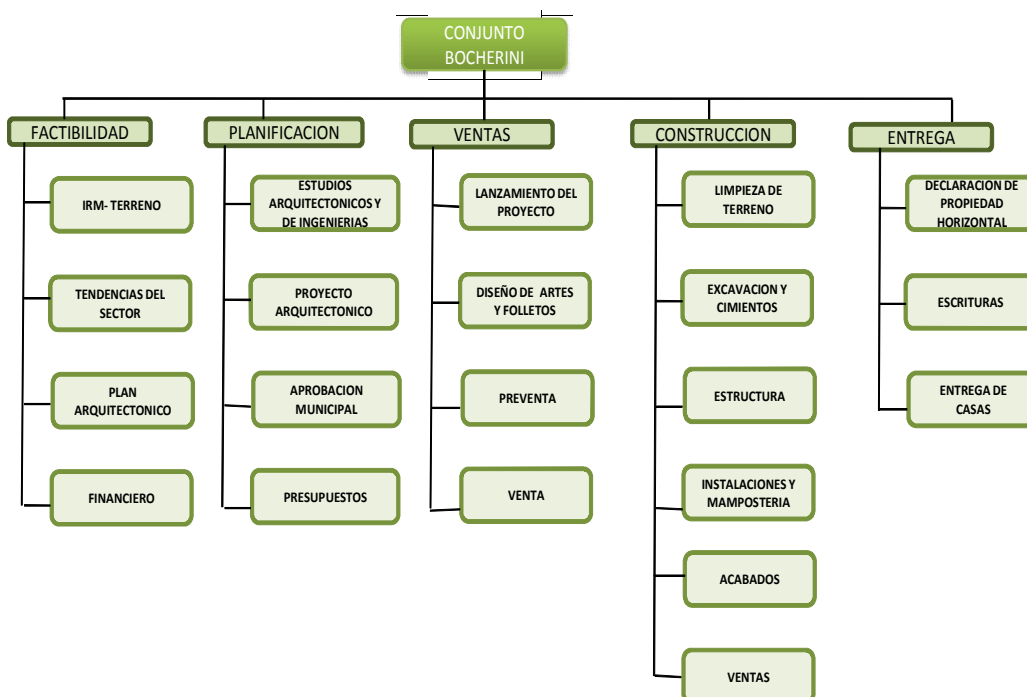 CONJUNTO
BOCHERINI
FACTIBILIDAD
IRM- TERRENO
TENDENCIAS DEL
SECTOR
PLAN
ARQUITECTONICO
FINANCIERO
PLANIFICACION
ESTUDIOS
ARQUITECTONICOS Y
DE INGENIERIAS
PROYECTO
ARQUITECTONICO
APROBACION
MUNICIPAL
PRESUPUESTOS
VENTAS
LANZAMIENTO DEL
PROYECTO
DISEÑO DE ARTES
Y FOLLETOS
PREVENTA
VENTA
CONSTRUCCION
LIMPIEZA DE
TERRENO
EXCAVACION Y
CIMIENTOS
ESTRUCTURA
INSTALACIONES Y
MAMPOSTERIA
ACABADOS
VENTAS
ENTREGA
DECLARACION DE
PROPIEDAD
HORIZONTAL
ESCRITURAS
ENTREGA DE
CASAS